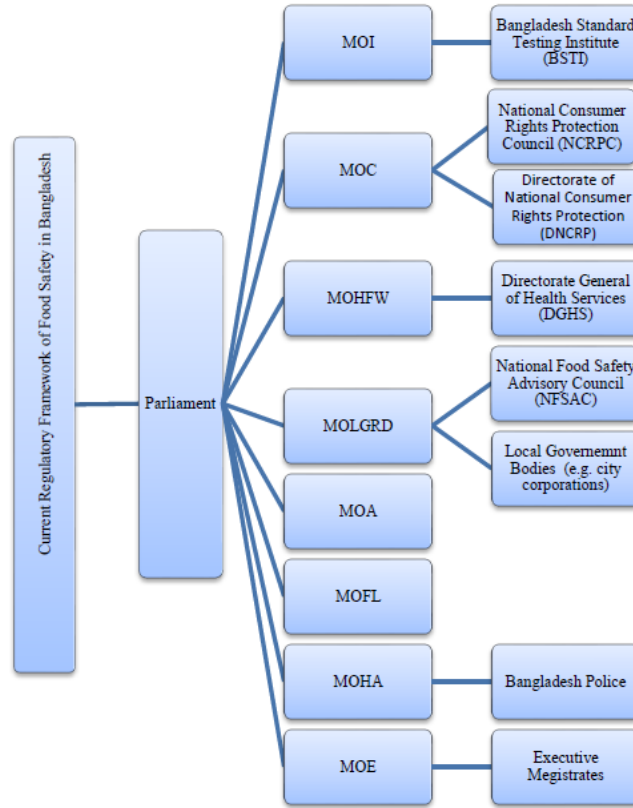 Current Regulatory Framework of Food Safety in Bangladesh
Parliament
MOI
Bangladesh Standard
Testing Institute
(BSTI)
MOC
National Consumer
Rights Protection
Council (NCRPC)
Directorate of
National Consumer
Rights Protection
(DNCRP)
MOHFW
Directorate General
of Health Services
(DGHS)
MOLGRD
National Food Safety
Advisory Council
(NFSAC)
Local Governemnt
Bodies (e.g. city
corporations)
MOA
MOFL
MOHA
Bangladesh Police
MOE
Executive
Megistrates